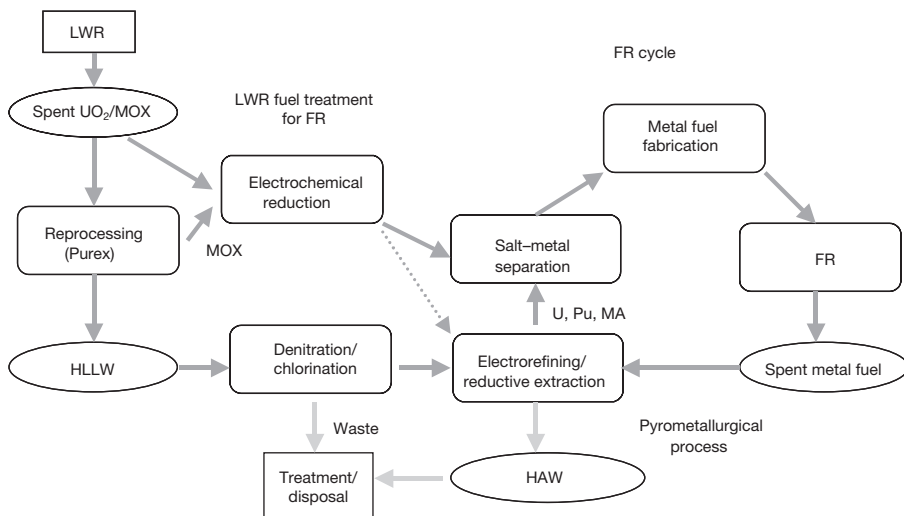 LWR
FR cycle
Spent UO₂/MOX
LWR fuel treatment
for FR
Metal fuel
fabrication
Electrochemical
reduction
Reprocessing
(Purex)
MOX
Salt–metal
separation
FR
U, Pu, MA
HLLW
Denitration/
chlorination
Electrorefining/
reductive extraction
Spent metal fuel
Waste
Pyrometallurgical
process
Treatment/
disposal
HAW